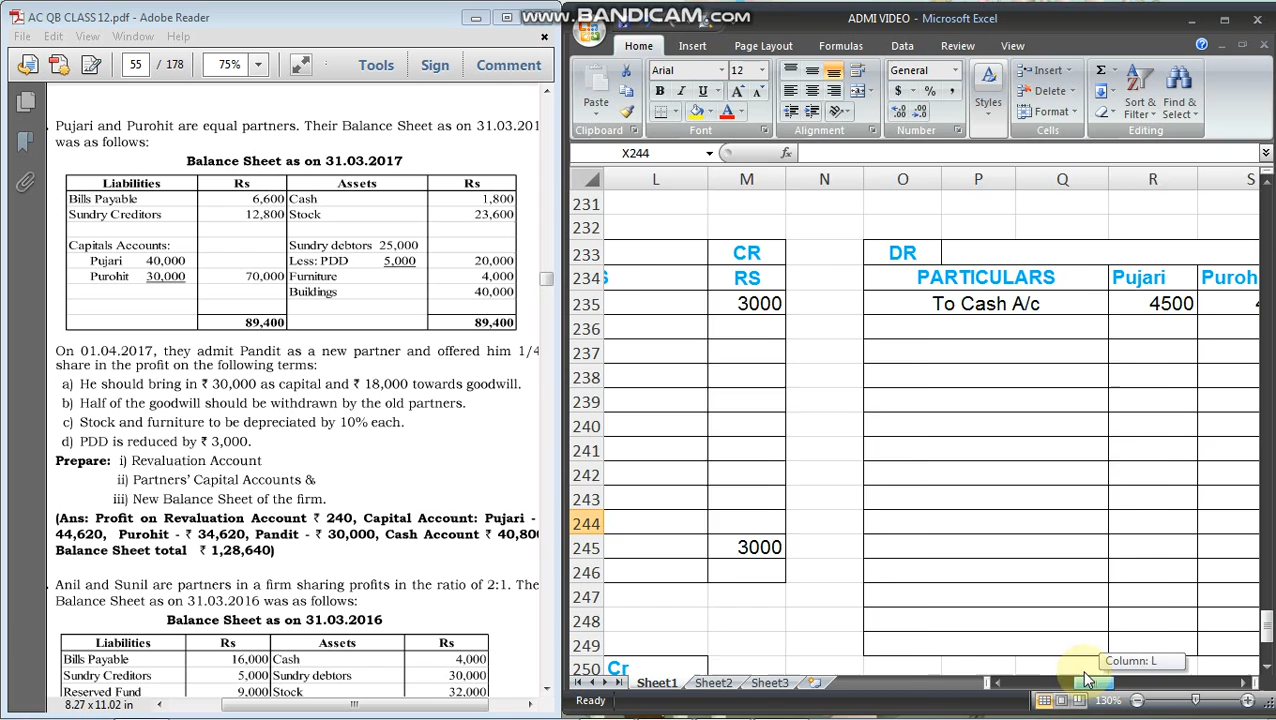 AC QB CLASS 12.pdf - Adobe Reader
www.BANDICAM.com
ADMI VIDEO - Microsoft Excel
File Edit View Window Help
Home Insert Page Layout Formulas Data Review View
55 / 178 75% Tools Sign Comment
Arial 12 General
Paste B I U Styles Insert Delete Format Sort & Filter Find & Select
Clipboard Font Alignment Number Cells Editing
X244 fx
Pujari and Purohit are equal partners. Their Balance Sheet as on 31.03.201
was as follows:
Balance Sheet as on 31.03.2017
Liabilities Rs Assets Rs
Bills Payable 6,600 Cash 1,800
Sundry Creditors 12,800 Stock 23,600
Capitals Accounts: Sundry debtors 25,000
Pujari 40,000 Less: PDD 5,000 20,000
Purohit 30,000 70,000 Furniture 4,000
Buildings 40,000
89,400 89,400
On 01.04.2017, they admit Pandit as a new partner and offered him 1/4
share in the profit on the following terms:
a) He should bring in ₹ 30,000 as capital and ₹ 18,000 towards goodwill.
b) Half of the goodwill should be withdrawn by the old partners.
c) Stock and furniture to be depreciated by 10% each.
d) PDD is reduced by ₹ 3,000.
Prepare: i) Revaluation Account
ii) Partners' Capital Accounts &
iii) New Balance Sheet of the firm.
(Ans: Profit on Revaluation Account ₹ 240, Capital Account: Pujari -
44,620, Purohit - ₹ 34,620, Pandit - ₹ 30,000, Cash Account ₹ 40,80
Balance Sheet total ₹ 1,28,640)
Anil and Sunil are partners in a firm sharing profits in the ratio of 2:1. The
Balance Sheet as on 31.03.2016 was as follows:
Balance Sheet as on 31.03.2016
Liabilities Rs Assets Rs
Bills Payable 16,000 Cash 4,000
Sundry Creditors 5,000 Sundry debtors 30,000
Reserved Fund 9,000 Stock 32,000
8.27 x 11.02 in
L M N O P Q R S
231
232
233 CR DR
234 S RS PARTICULARS Pujari Puroh
235 3000 To Cash A/c 4500 4
236
237
238
239
240
241
242
243
244
245 3000
246
247
248
249
250 Cr
Column: L
Sheet1 Sheet2 Sheet3
Ready 130%